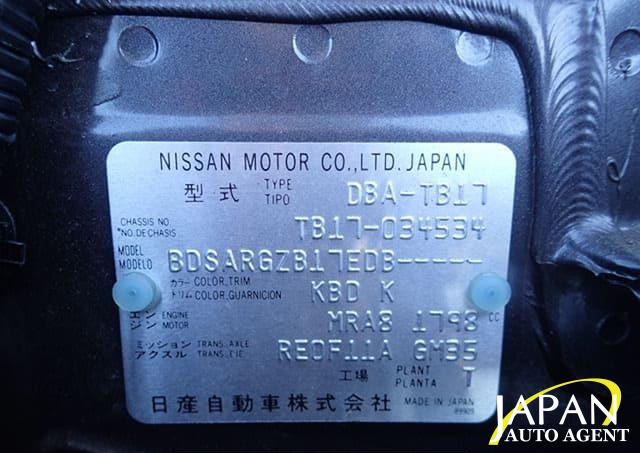 NISSAN MOTOR CO.,LTD. JAPAN
型式 TYPE TIPO DBA-TB17
CHASSIS NO. *NO. DE CHASIS TB17-034534
MODEL MODELO BDSARGZB17EDB-----
カラー COLOR,TRIM
トリム COLOR,GUARNICION KBD K
エンジン ENGINE MOTOR MRA8 1798 cc
ミッション TRANS. AXLE
アクスル TRANS. EJE RE0F11A GM35
工場 PLANT PLANTA T
日産自動車株式会社 MADE IN JAPAN
JAPAN
AUTO AGENT